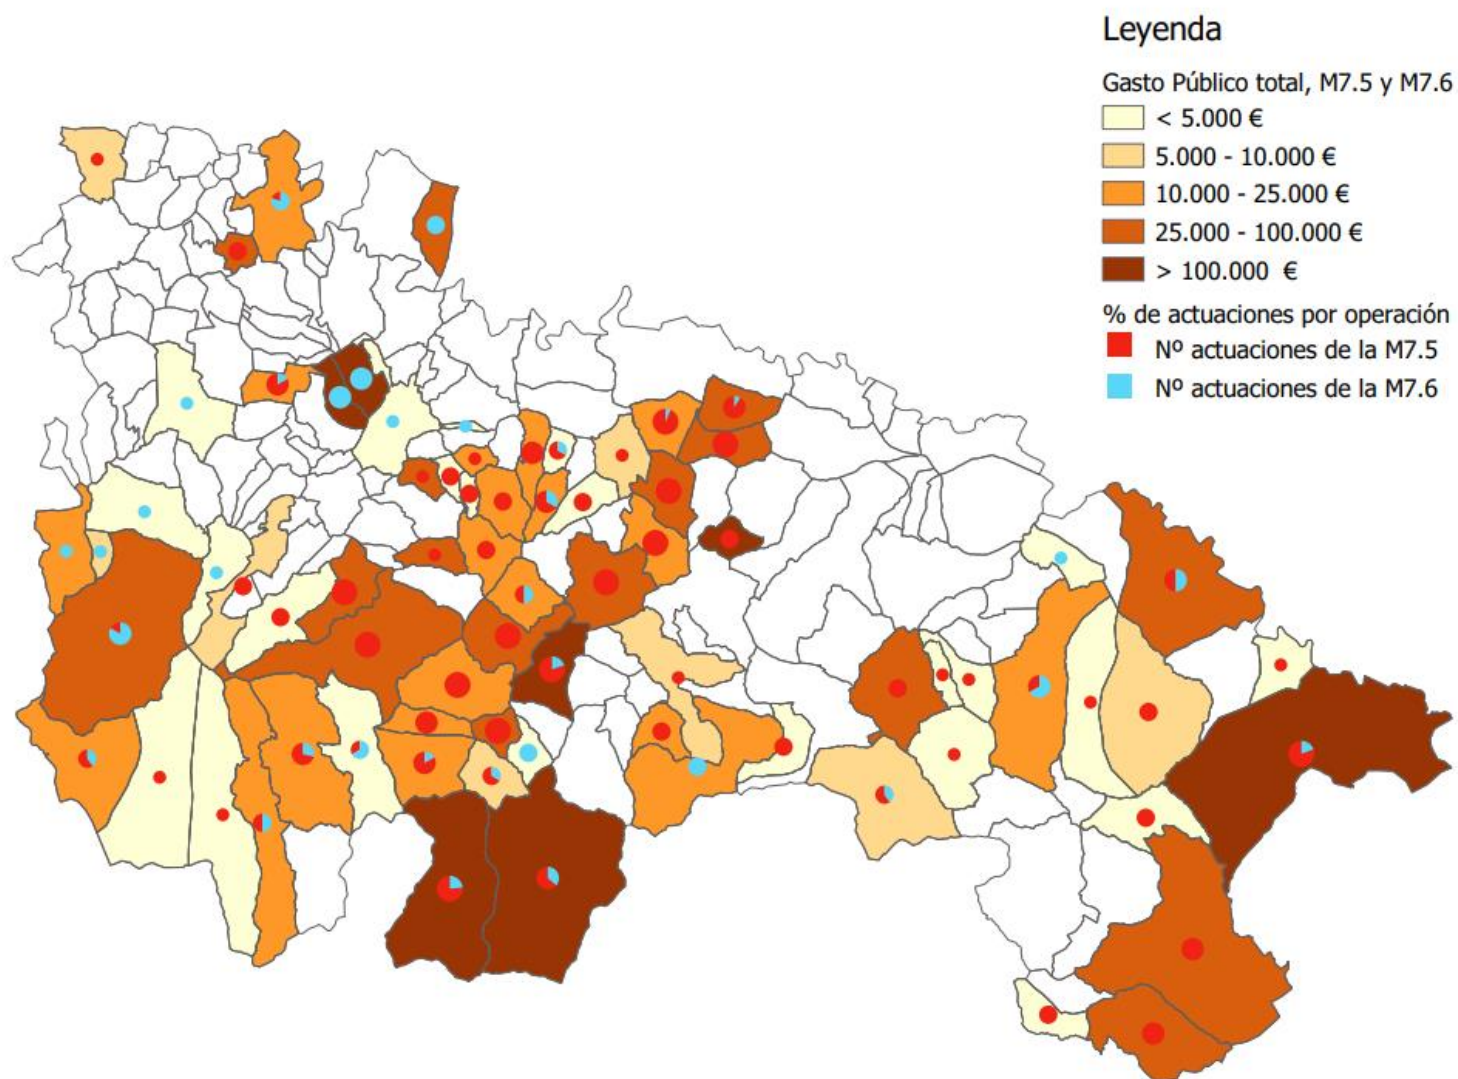 Leyenda
Gasto Público total, M7.5 y M7.6
< 5.000 €
5.000 - 10.000 €
10.000 - 25.000 €
25.000 - 100.000 €
> 100.000 €
% de actuaciones por operación
Nº actuaciones de la M7.5
Nº actuaciones de la M7.6